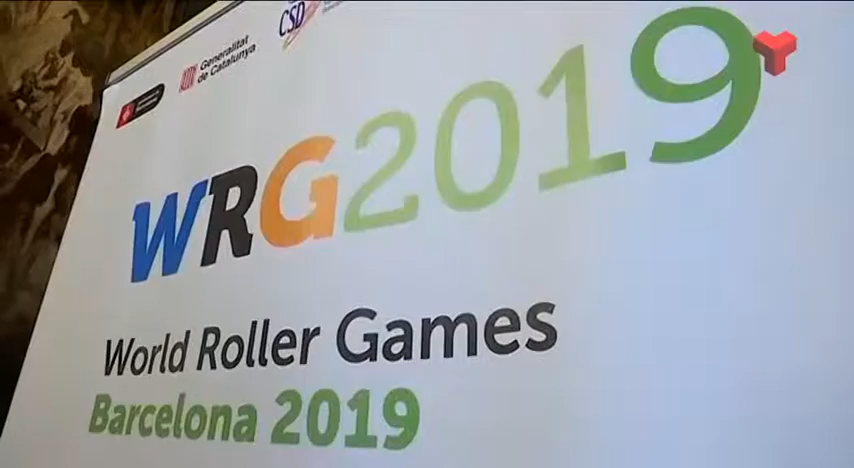 Generalitat
de Catalunya
CSD
WRG2019
World Roller Games
Barcelona 2019